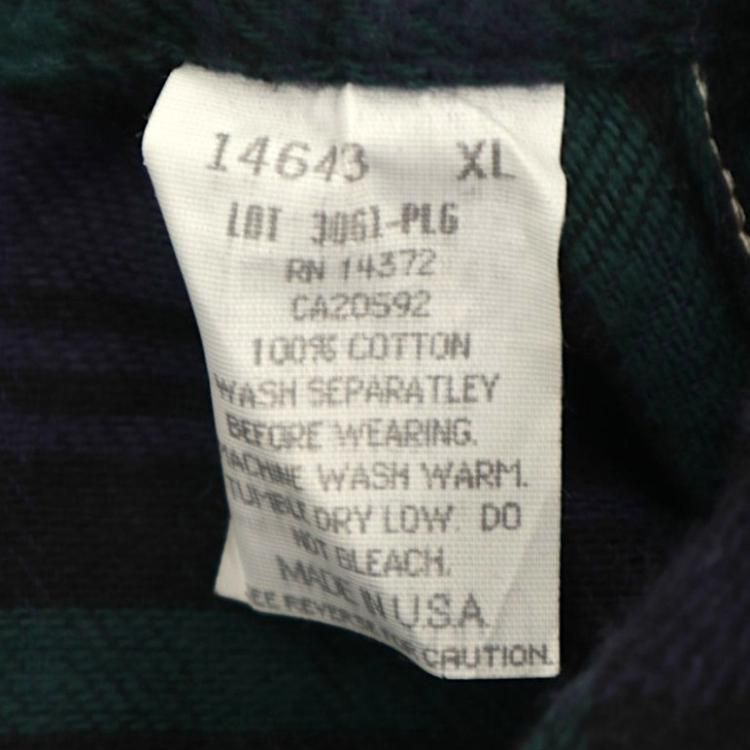 14643 XL
LOT 3061-PLG
RN 14372
CA20592
100% COTTON
WASH SEPARATLEY
BEFORE WEARING.
MACHINE WASH WARM.
TUMBLE DRY LOW. DO
NOT BLEACH.
MADE IN U.S.A
SEE REVERSE FOR CAUTION.